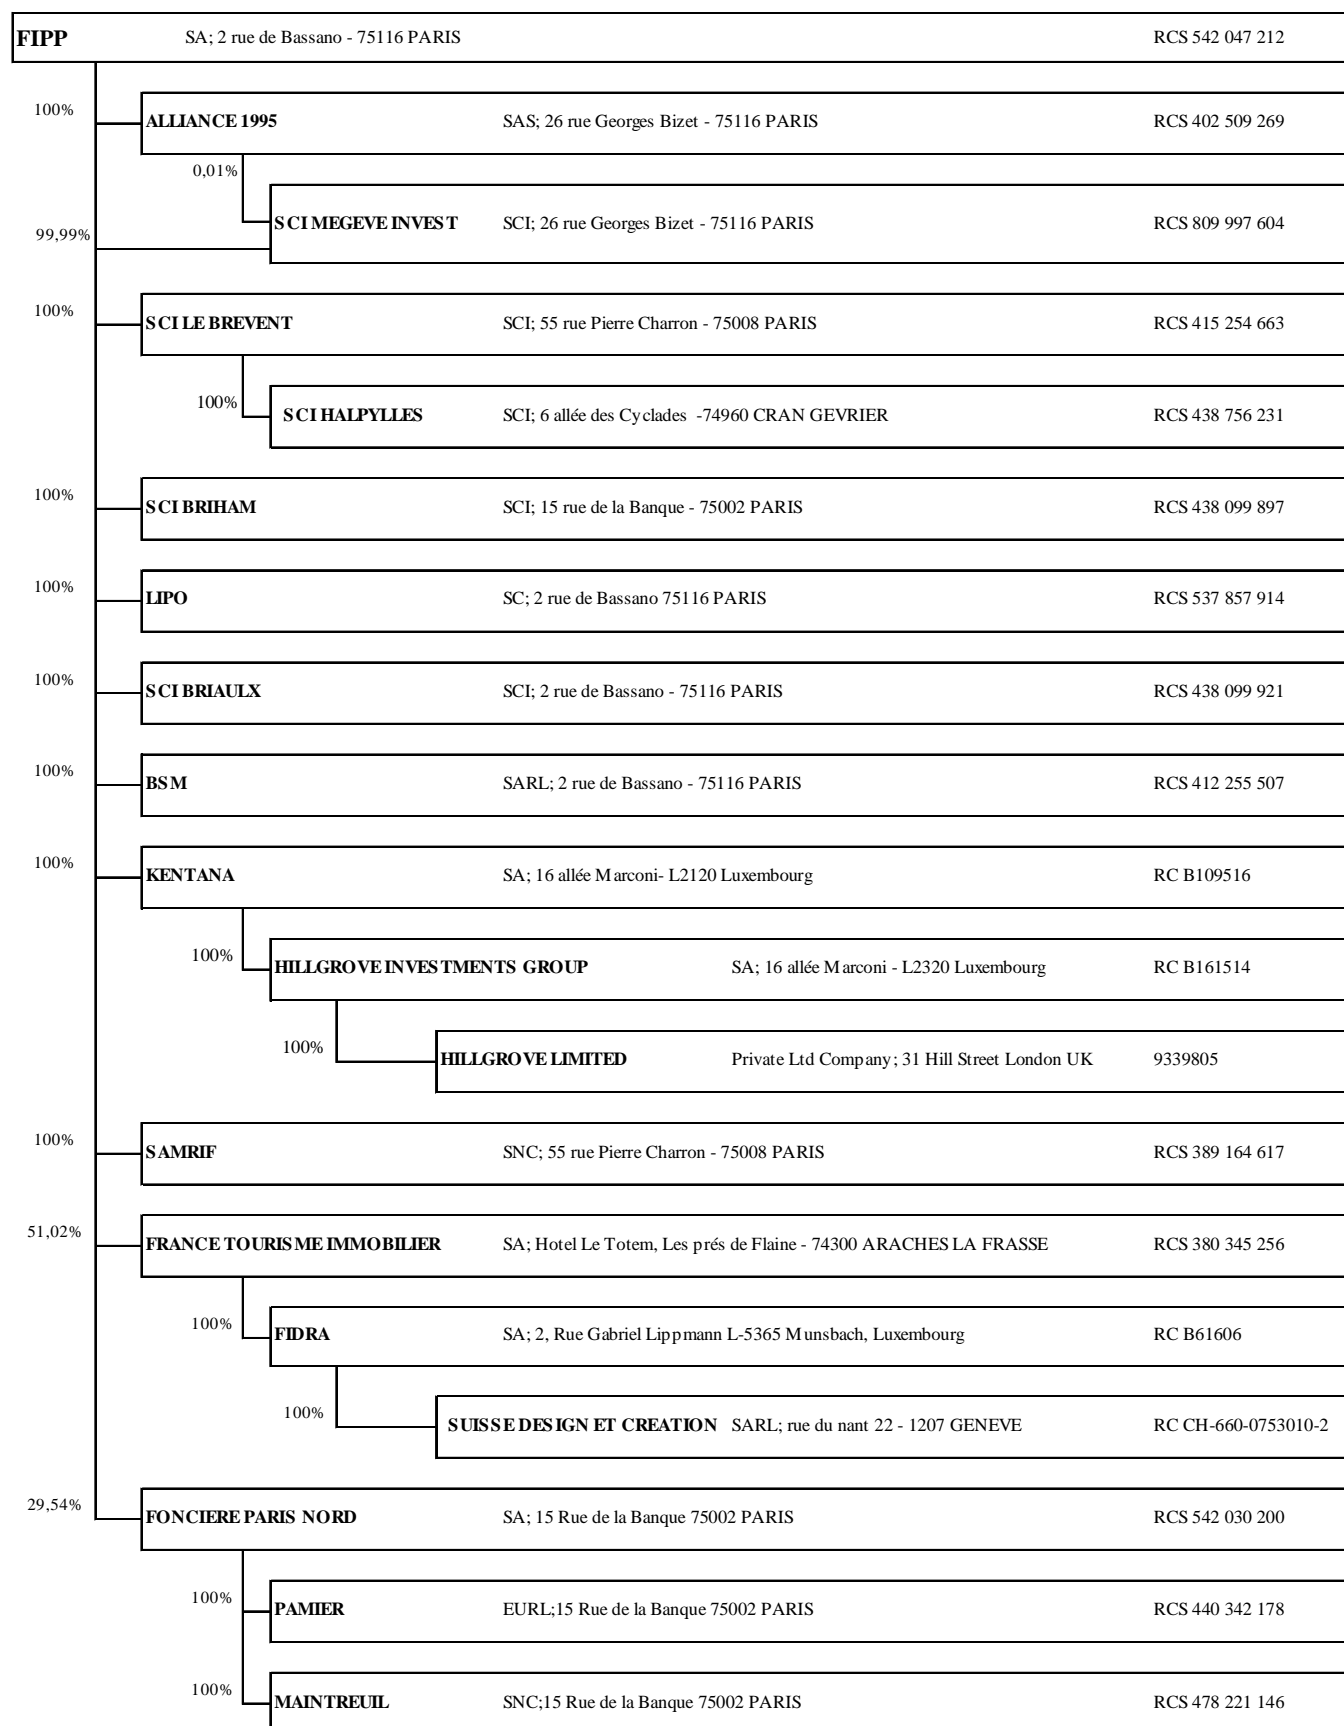 FIPP SA; 2 rue de Bassano - 75116 PARIS RCS 542 047 212
100%
ALLIANCE 1995 SAS; 26 rue Georges Bizet - 75116 PARIS RCS 402 509 269
0,01%
SCI MEGEVE INVEST SCI; 26 rue Georges Bizet - 75116 PARIS RCS 809 997 604
99,99%
100%
SCI LE BREVENT SCI; 55 rue Pierre Charron - 75008 PARIS RCS 415 254 663
100%
SCI HALPYLLES SCI; 6 allée des Cyclades -74960 CRAN GEVRIER RCS 438 756 231
100%
SCI BRIHAM SCI; 15 rue de la Banque - 75002 PARIS RCS 438 099 897
100%
LIPO SC; 2 rue de Bassano 75116 PARIS RCS 537 857 914
100%
SCI BRIAULX SCI; 2 rue de Bassano - 75116 PARIS RCS 438 099 921
100%
BSM SARL; 2 rue de Bassano - 75116 PARIS RCS 412 255 507
100%
KENTANA SA; 16 allée Marconi- L2120 Luxembourg RC B109516
100%
HILLGROVE INVESTMENTS GROUP SA; 16 allée Marconi - L2320 Luxembourg RC B161514
100%
HILLGROVE LIMITED Private Ltd Company; 31 Hill Street London UK 9339805
100%
SAMRIF SNC; 55 rue Pierre Charron - 75008 PARIS RCS 389 164 617
51,02%
FRANCE TOURISME IMMOBILIER SA; Hotel Le Totem, Les prés de Flaine - 74300 ARACHES LA FRASSE RCS 380 345 256
100%
FIDRA SA; 2, Rue Gabriel Lippmann L-5365 Munsbach, Luxembourg RC B61606
100%
SUISSE DESIGN ET CREATION SARL; rue du nant 22 - 1207 GENEVE RC CH-660-0753010-2
29,54%
FONCIERE PARIS NORD SA; 15 Rue de la Banque 75002 PARIS RCS 542 030 200
100%
PAMIER EURL;15 Rue de la Banque 75002 PARIS RCS 440 342 178
100%
MAINTREUIL SNC;15 Rue de la Banque 75002 PARIS RCS 478 221 146